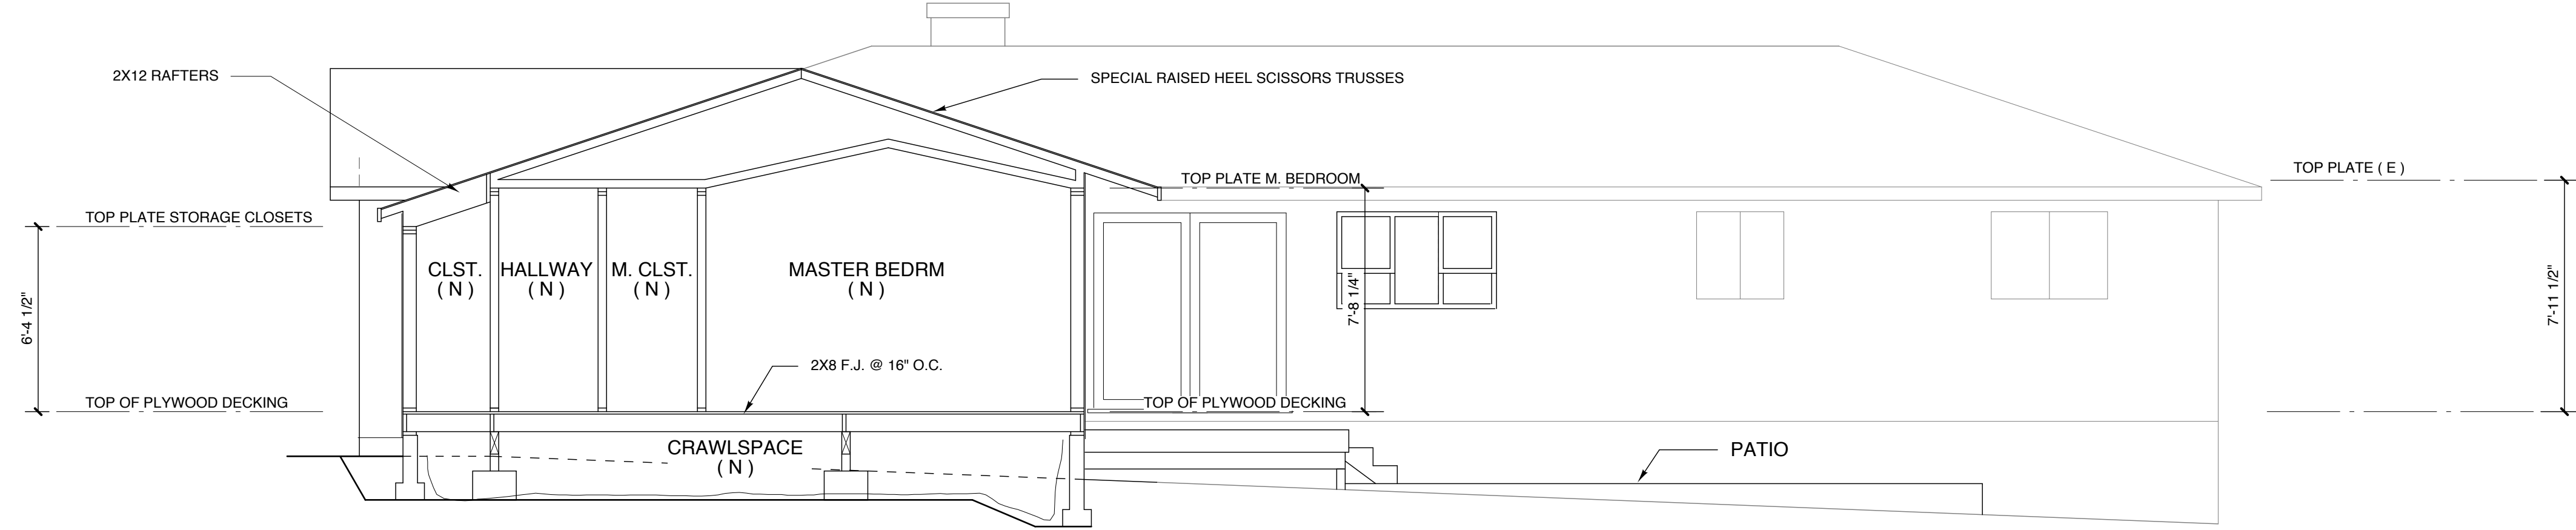 2X12 RAFTERS
SPECIAL RAISED HEEL SCISSORS TRUSSES
TOP PLATE M. BEDROOM
TOP PLATE ( E )
TOP PLATE STORAGE CLOSETS
CLST.
( N )
HALLWAY
( N )
M. CLST.
( N )
MASTER BEDRM
( N )
6'-4 1/2"
7'-8 1/4"
7'-11 1/2"
2X8 F.J. @ 16" O.C.
TOP OF PLYWOOD DECKING
TOP OF PLYWOOD DECKING
CRAWLSPACE
( N )
PATIO